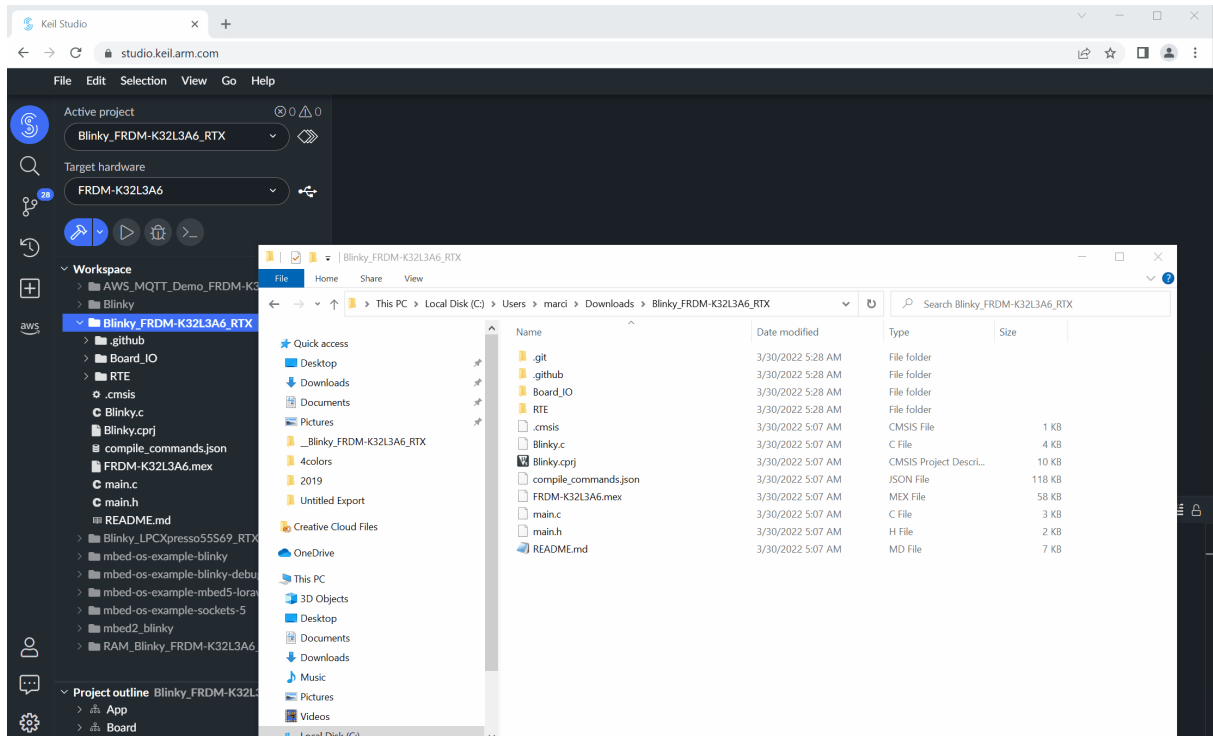 Keil Studio
studio.keil.arm.com
File Edit Selection View Go Help
Active project 0 0
Blinky_FRDM-K32L3A6_RTX
Target hardware
FRDM-K32L3A6
28
aws
Workspace
AWS_MQTT_Demo_FRDM-K3
Blinky
Blinky_FRDM-K32L3A6_RTX
.github
Board_IO
RTE
.cmsis
C Blinky.c
Blinky.cprj
compile_commands.json
FRDM-K32L3A6.mex
C main.c
C main.h
README.md
Blinky_LPCXpresso55S69_RTX
mbed-os-example-blinky
mbed-os-example-blinky-debu
mbed-os-example-mbed5-lora
mbed-os-example-sockets-5
mbed2_blinky
RAM_Blinky_FRDM-K32L3A6_
Project outline Blinky_FRDM-K32L3
App
Board
Blinky_FRDM-K32L3A6_RTX
File Home Share View
This PC > Local Disk (C:) > Users > marci > Downloads > Blinky_FRDM-K32L3A6_RTX
Search Blinky_FRDM-K32L3A6_RTX
Quick access
Desktop
Downloads
Documents
Pictures
__Blinky_FRDM-K32L3A6_RTX
4colors
2019
Untitled Export
Creative Cloud Files
OneDrive
This PC
3D Objects
Desktop
Documents
Downloads
Music
Pictures
Videos
Local Disk (C:)
Name Date modified Type Size
.git 3/30/2022 5:28 AM File folder
.github 3/30/2022 5:28 AM File folder
Board_IO 3/30/2022 5:28 AM File folder
RTE 3/30/2022 5:28 AM File folder
.cmsis 3/30/2022 5:07 AM CMSIS File 1 KB
Blinky.c 3/30/2022 5:07 AM C File 4 KB
Blinky.cprj 3/30/2022 5:07 AM CMSIS Project Descri... 10 KB
compile_commands.json 3/30/2022 5:07 AM JSON File 118 KB
FRDM-K32L3A6.mex 3/30/2022 5:07 AM MEX File 58 KB
main.c 3/30/2022 5:07 AM C File 3 KB
main.h 3/30/2022 5:07 AM H File 2 KB
README.md 3/30/2022 5:07 AM MD File 7 KB